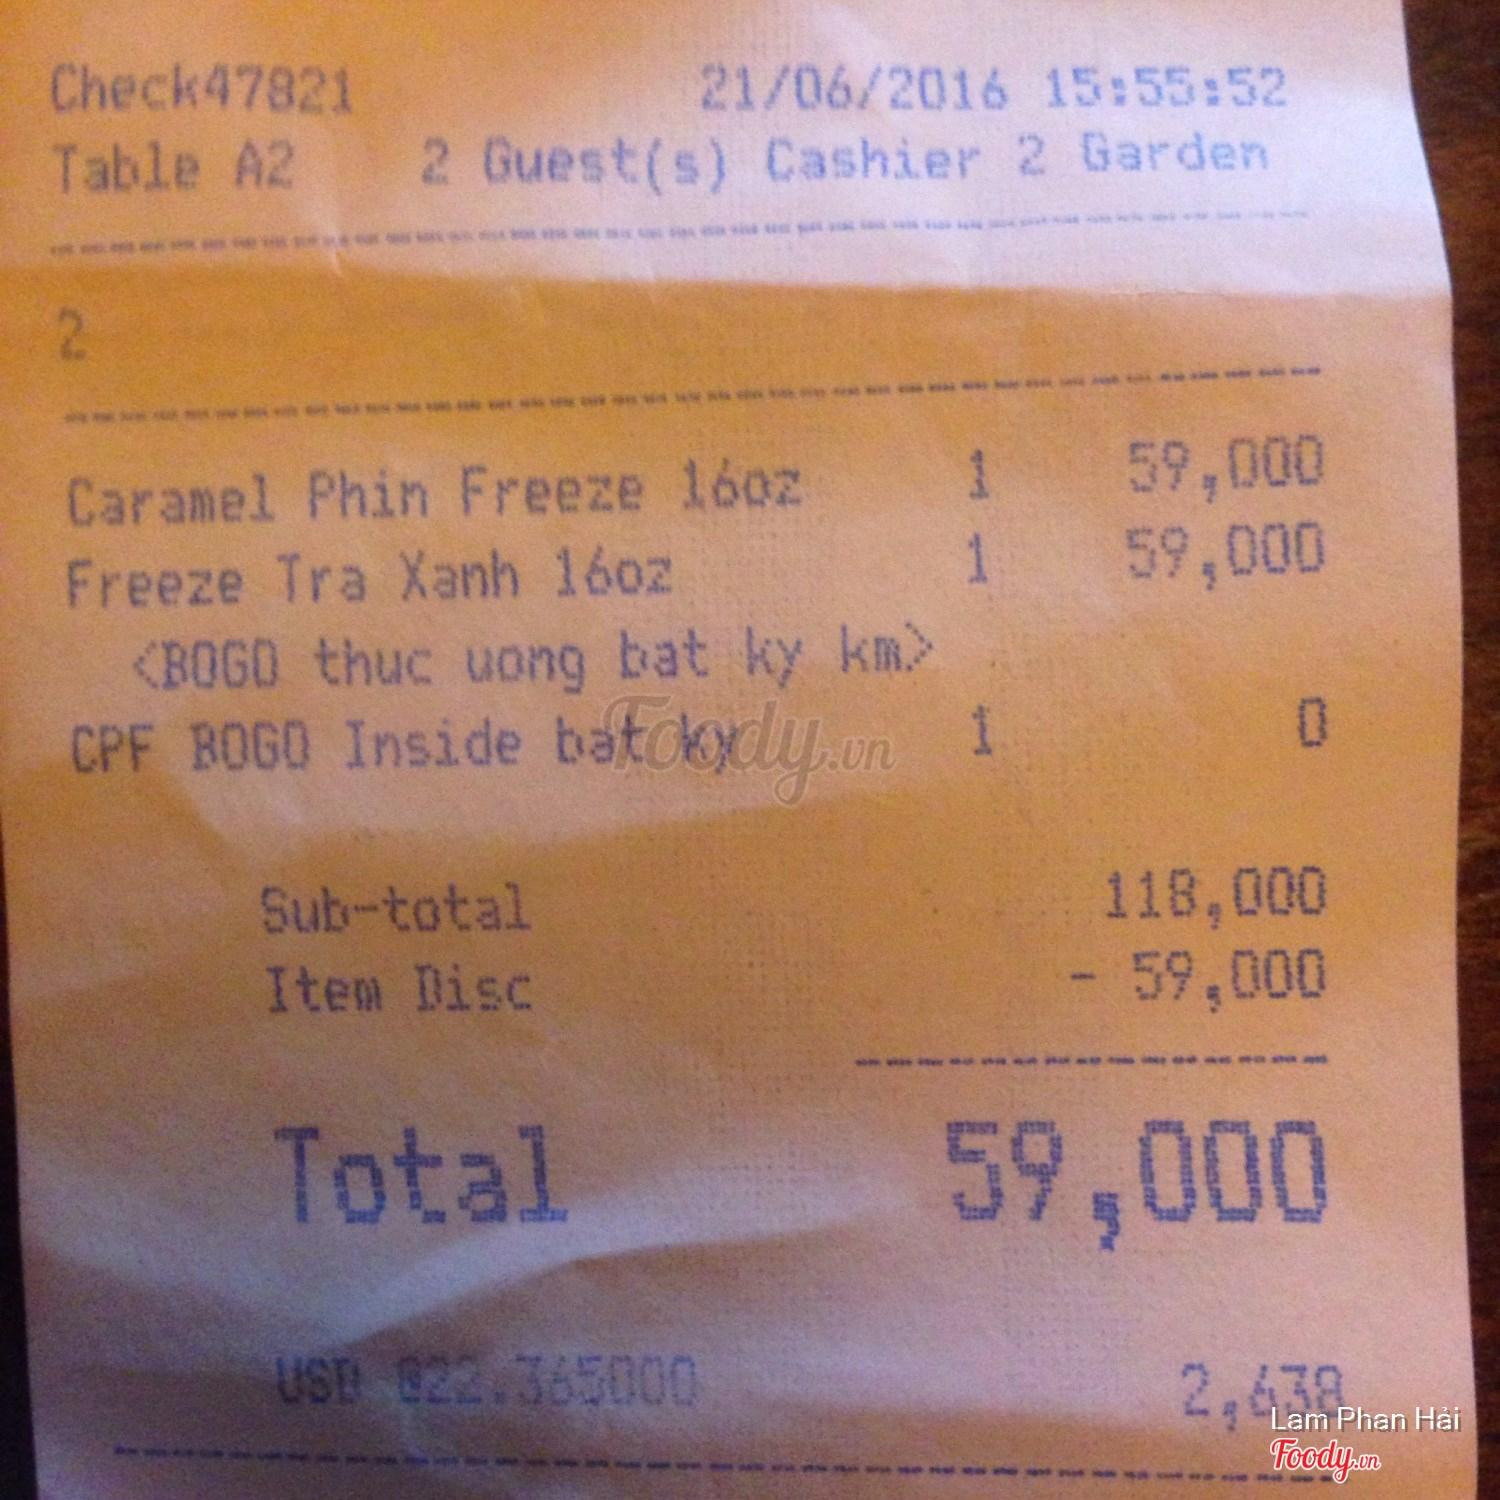 Check47821 21/06/2016 15:55:52
Table A2 2 Guest(s) Cashier 2 Garden
2
Caramel Phin Freeze 16oz 1 59,000
Freeze Tra Xanh 16oz 1 59,000
<BOGO thuc uong bat ky km>
CPF BOGO Inside bat ky 1 0
Foody.vn
Sub-total 118,000
Item Disc - 59,000
Total 59,000
USD @22.365000 2,638
Lam Phan Hải
Foody.vn